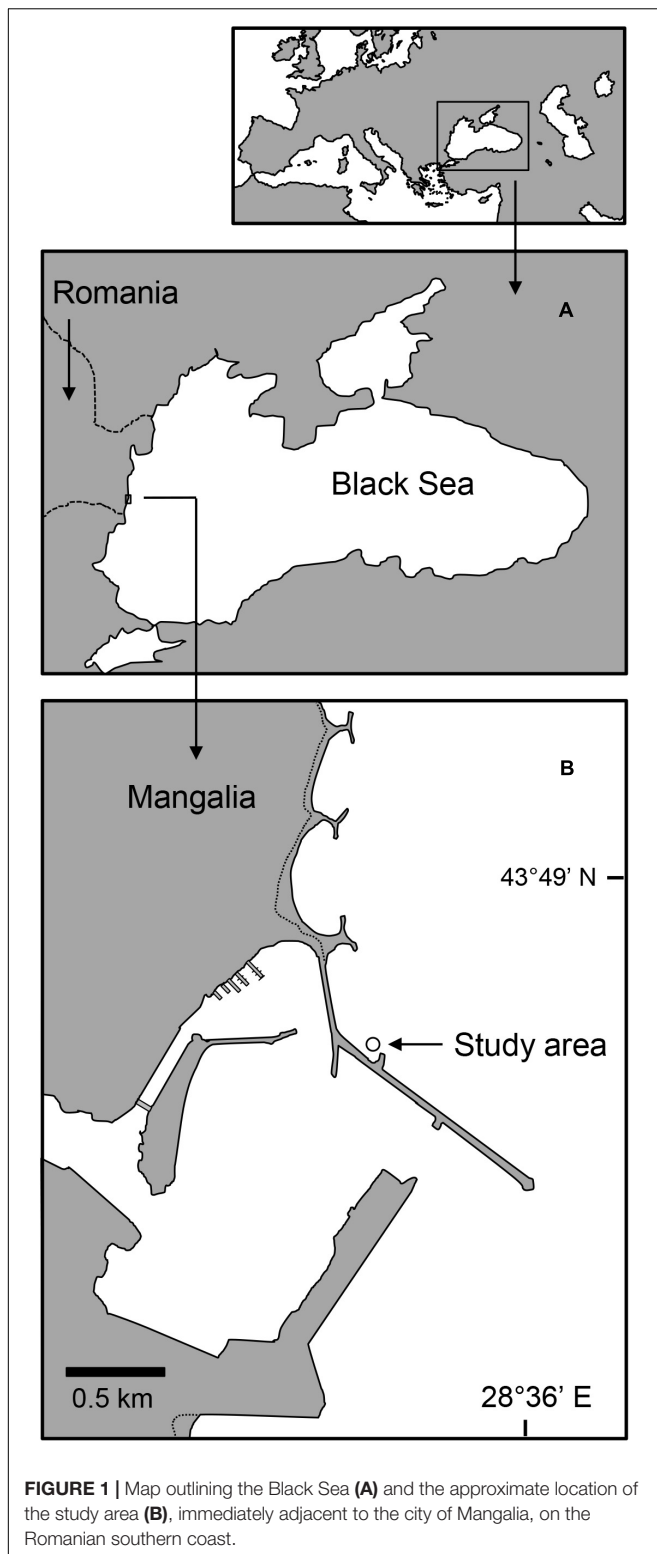 A
Romania
Black Sea
B
Mangalia
43°49' N
Study area
0.5 km
28°36' E
FIGURE 1 | Map outlining the Black Sea (A) and the approximate location of
the study area (B), immediately adjacent to the city of Mangalia, on the
Romanian southern coast.